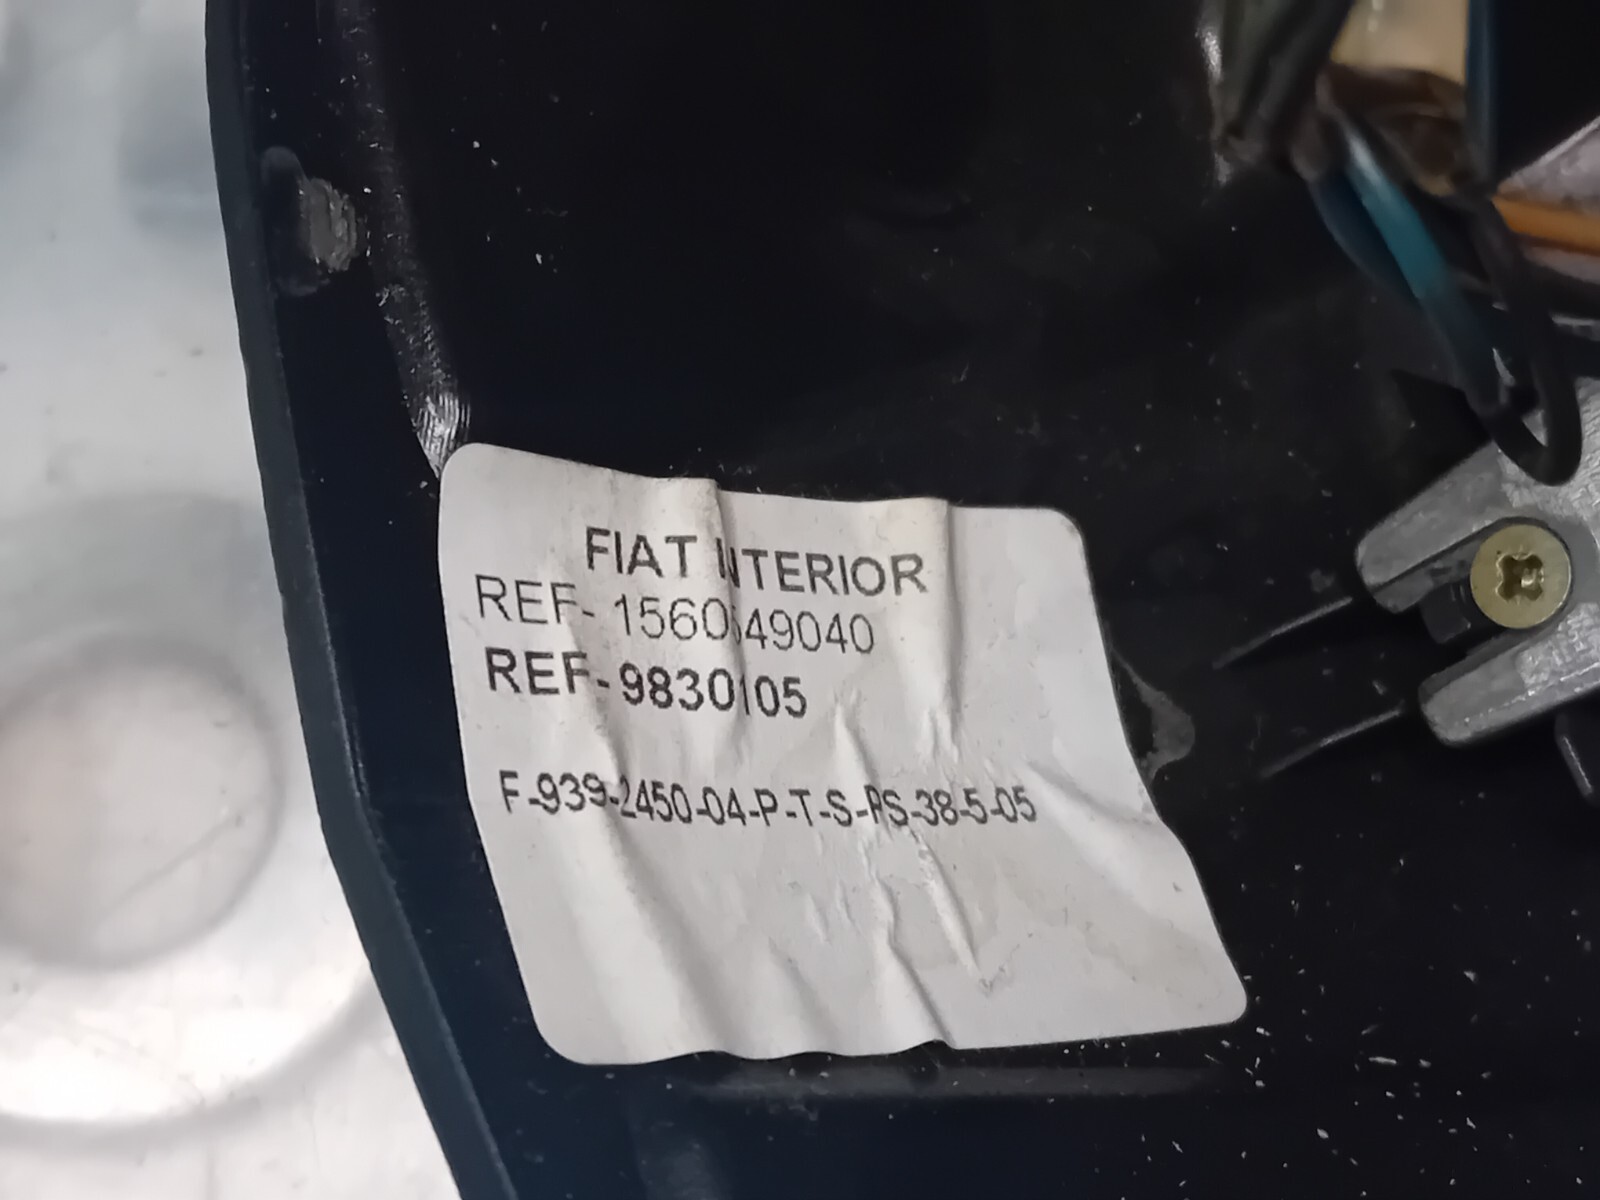 FIAT INTERIOR
REF-
REF-9830105
F-939-2450-04-P-T-S-PS-38-5-05